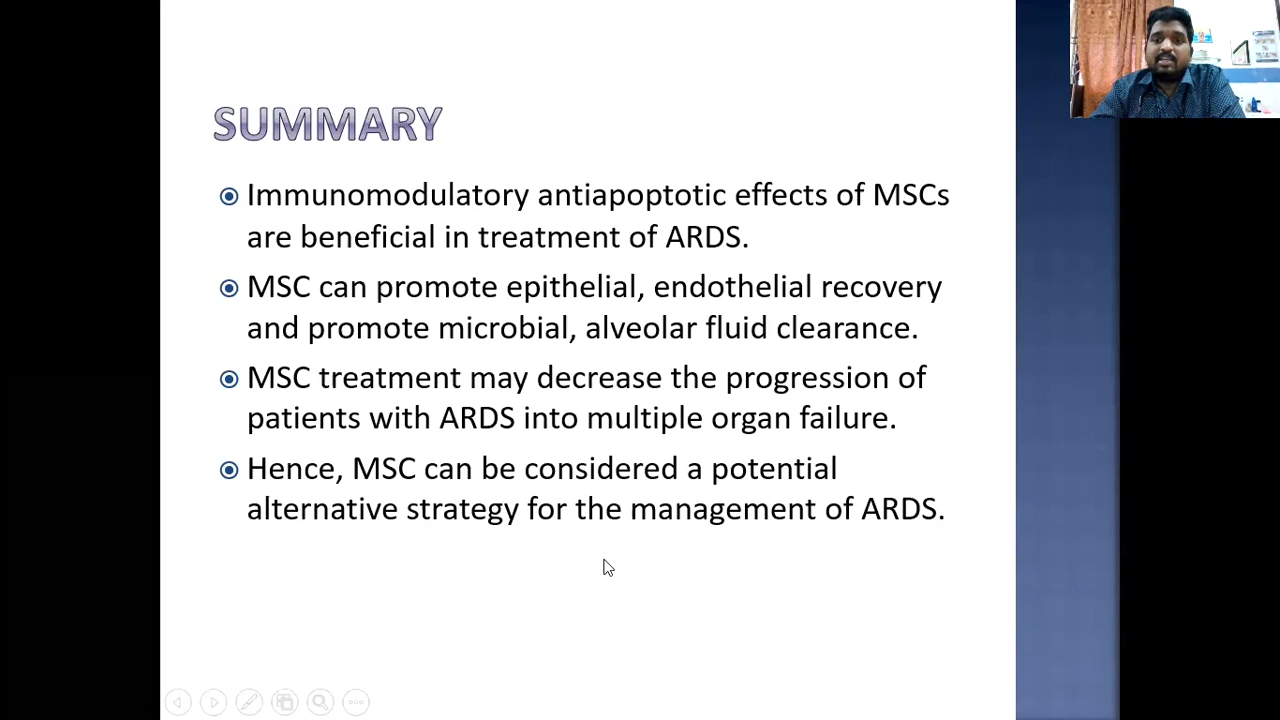 SUMMARY
Immunomodulatory antiapoptotic effects of MSCs
are beneficial in treatment of ARDS.
MSC can promote epithelial, endothelial recovery
and promote microbial, alveolar fluid clearance.
MSC treatment may decrease the progression of
patients with ARDS into multiple organ failure.
Hence, MSC can be considered a potential
alternative strategy for the management of ARDS.